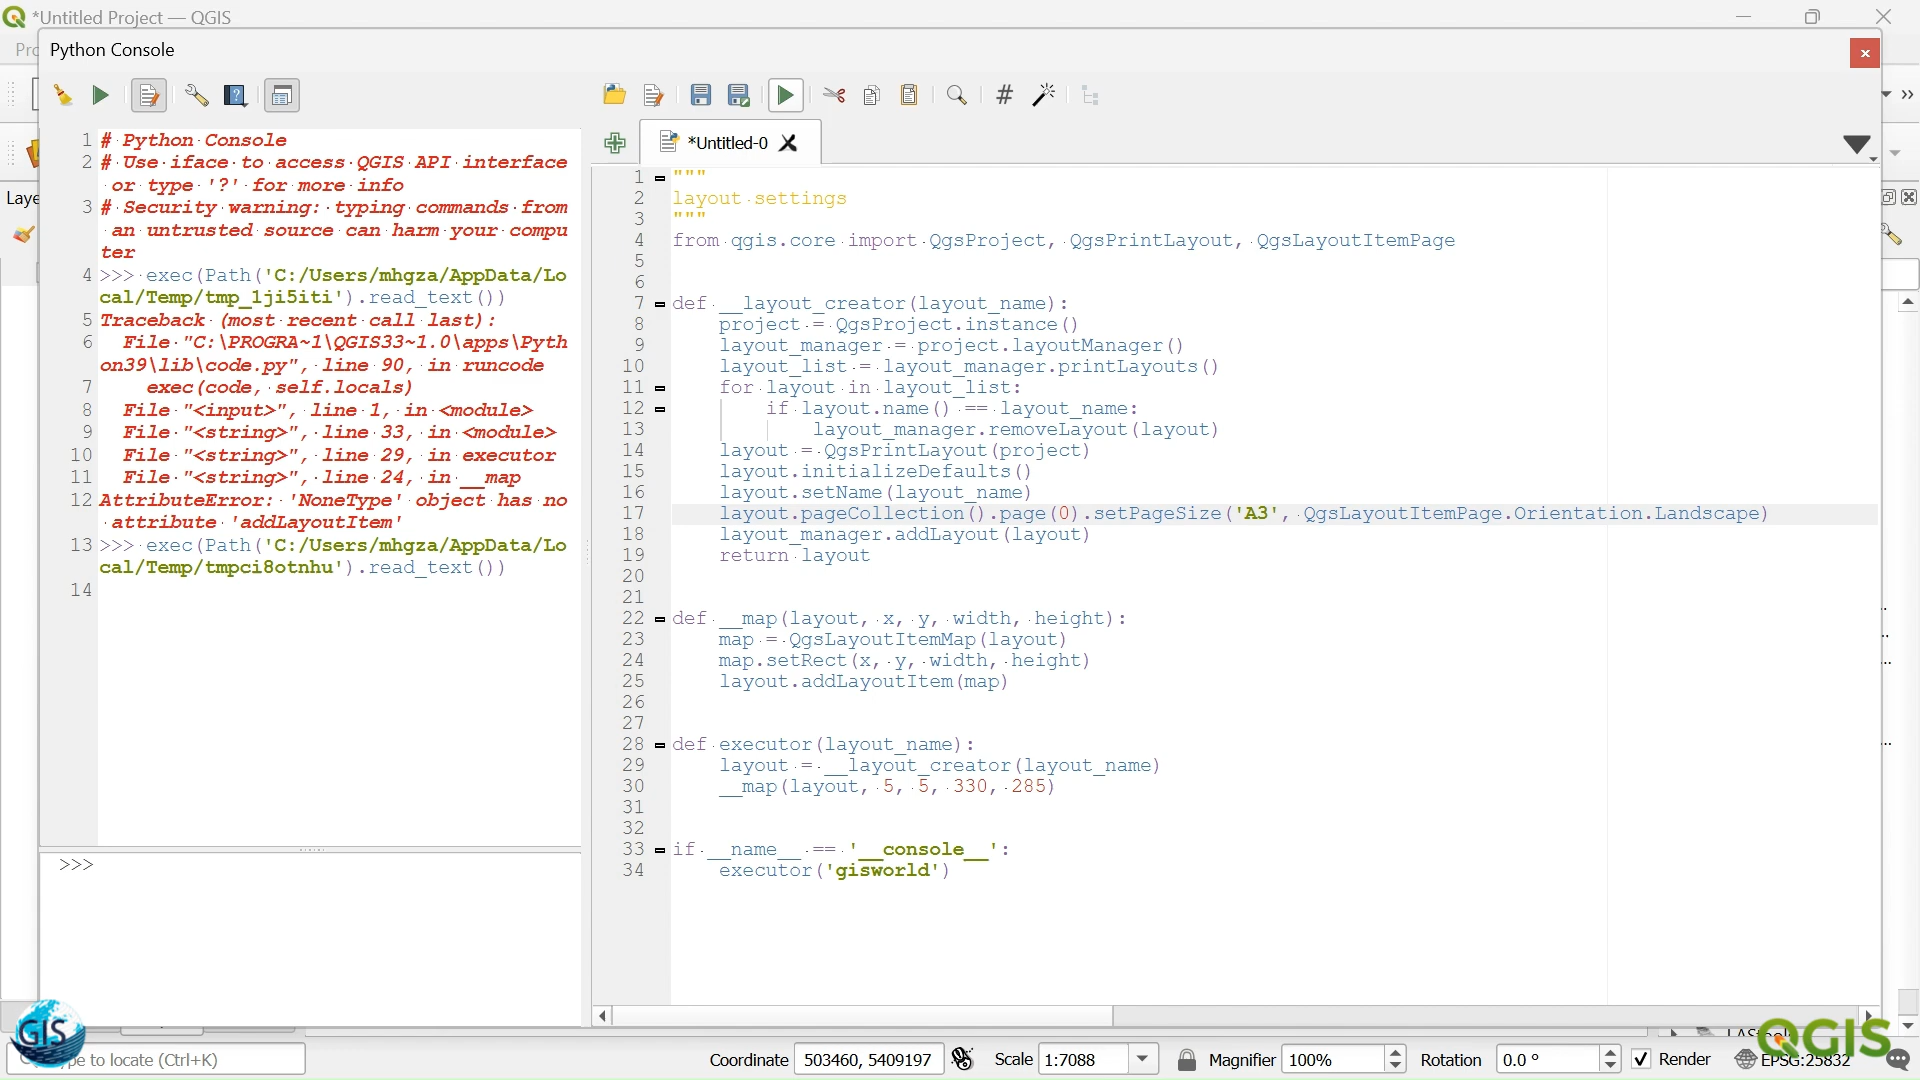 *Untitled Project — QGIS
Python Console
*Untitled-0
1 # Python Console
2 # Use iface to access QGIS API interface
or type '?' for more info
3 # Security warning: typing commands from
an untrusted source can harm your compu
ter
4 >>> exec(Path('C:/Users/mhgza/AppData/Lo
cal/Temp/tmp_1ji5iti').read_text())
5 Traceback (most recent call last):
6 File "C:\PROGRA~1\QGIS33~1.0\apps\Pyth
on39\lib\code.py", line 90, in runcode
7 exec(code, self.locals)
8 File "<input>", line 1, in <module>
9 File "<string>", line 33, in <module>
10 File "<string>", line 29, in executor
11 File "<string>", line 24, in __map
12 AttributeError: 'NoneType' object has no
attribute 'addLayoutItem'
13 >>> exec(Path('C:/Users/mhgza/AppData/Lo
cal/Temp/tmpci8otnhu').read_text())
14
>>>
1 """
2 layout settings
3 """
4 from qgis.core import QgsProject, QgsPrintLayout, QgsLayoutItemPage
5
6
7 def __layout_creator(layout_name):
8 project = QgsProject.instance()
9 layout_manager = project.layoutManager()
10 layout_list = layout_manager.printLayouts()
11 for layout in layout_list:
12 if layout.name() == layout_name:
13 layout_manager.removeLayout(layout)
14 layout = QgsPrintLayout(project)
15 layout.initializeDefaults()
16 layout.setName(layout_name)
17 layout.pageCollection().page(0).setPageSize('A3', QgsLayoutItemPage.Orientation.Landscape)
18 layout_manager.addLayout(layout)
19 return layout
20
21
22 def __map(layout, x, y, width, height):
23 map = QgsLayoutItemMap(layout)
24 map.setRect(x, y, width, height)
25 layout.addLayoutItem(map)
26
27
28 def executor(layout_name):
29 layout = __layout_creator(layout_name)
30 __map(layout, 5, 5, 330, 285)
31
32
33 if __name__ == '__console__':
34 executor('gisworld')
Laye
GIS
pe to locate (Ctrl+K)
Coordinate 503460, 5409197 Scale 1:7088 Magnifier 100% Rotation 0.0 ° Render EPSG:25832
QGIS